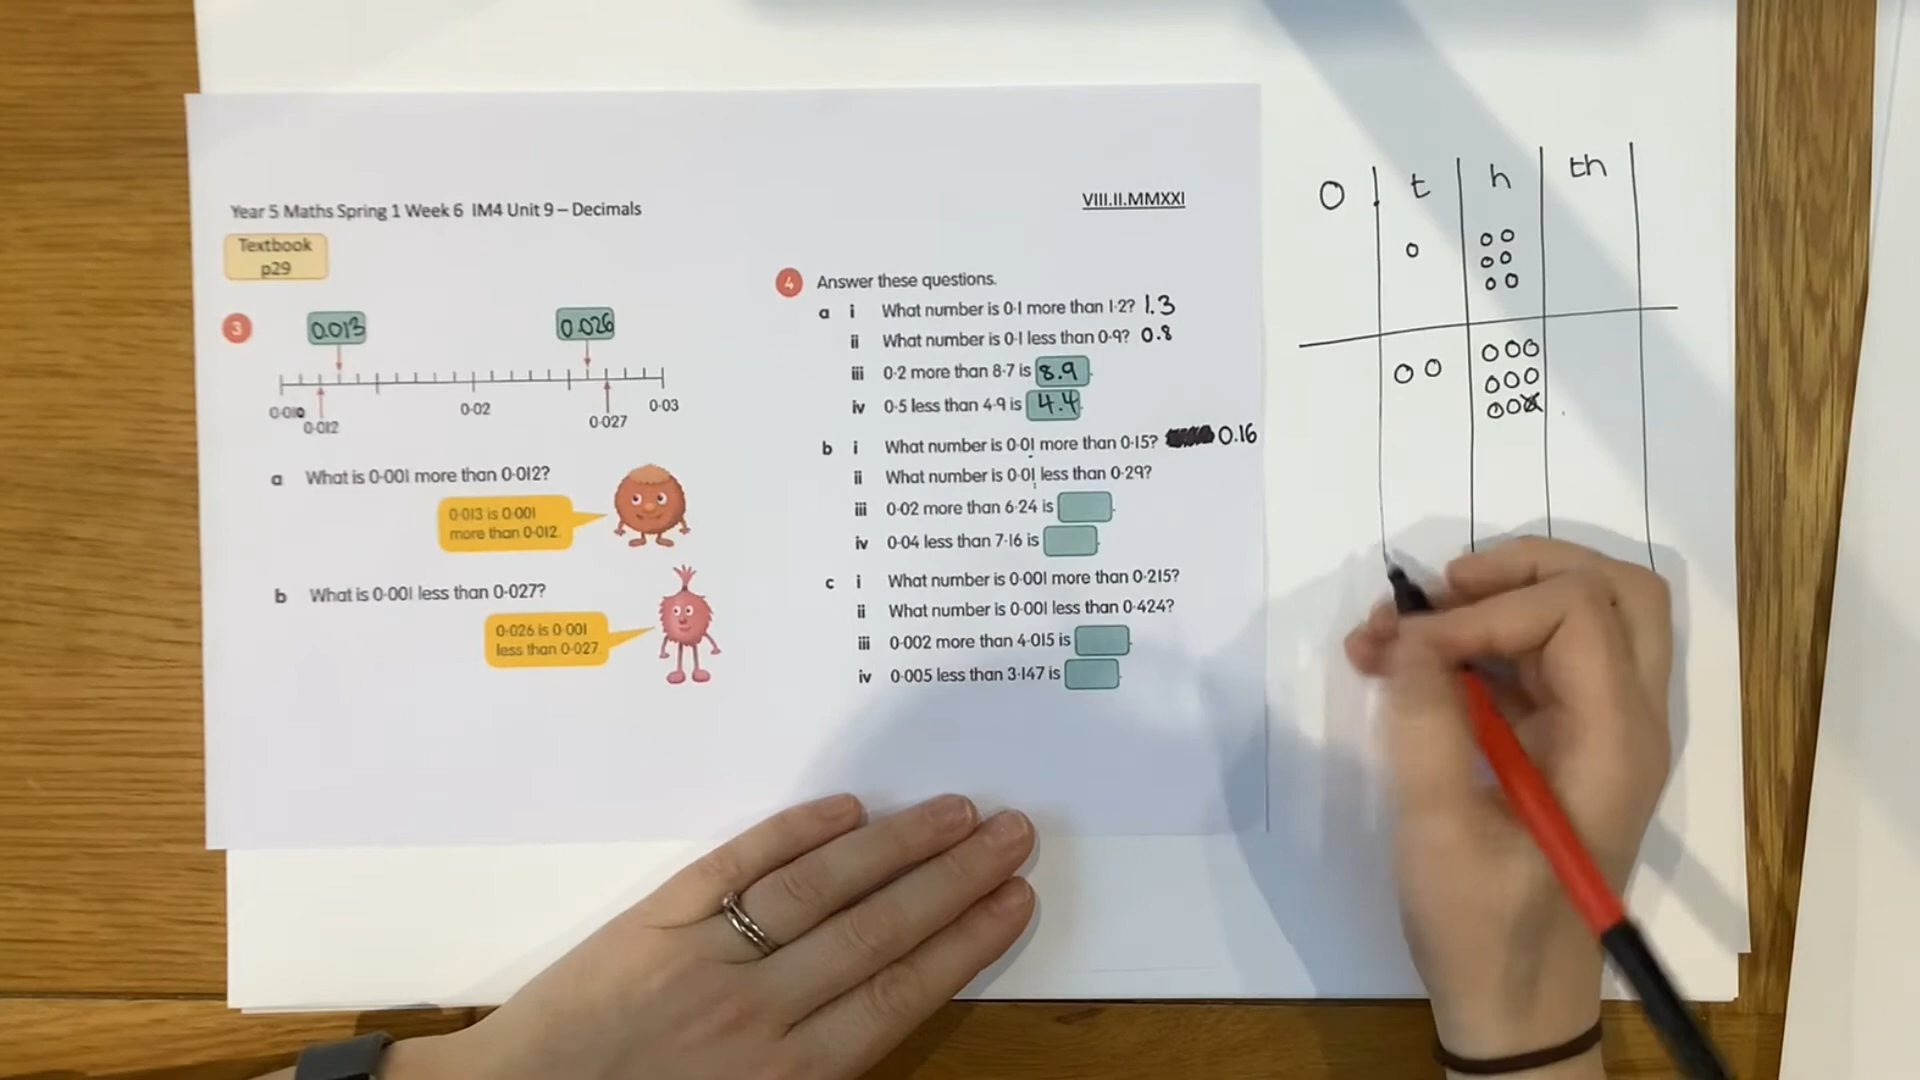 Year 5 Maths Spring 1 Week 6 IM4 Unit 9 – Decimals
VIII.II.MMXXI
Textbook
p29
3
0.013
0.026
0·010
0·02
0·03
0·012
0·027
a What is 0·001 more than 0·012?
0·013 is 0·001
more than 0·012.
b What is 0·001 less than 0·027?
0·026 is 0·001
less than 0·027.
4 Answer these questions.
a i What number is 0·1 more than 1·2? 1.3
ii What number is 0·1 less than 0·9? 0.8
iii 0·2 more than 8·7 is 8.9.
iv 0·5 less than 4·9 is 4.4.
b i What number is 0·01 more than 0·15? 0.16
ii What number is 0·01 less than 0·29?
iii 0·02 more than 6·24 is .
iv 0·04 less than 7·16 is .
c i What number is 0·001 more than 0·215?
ii What number is 0·001 less than 0·424?
iii 0·002 more than 4·015 is .
iv 0·005 less than 3·147 is .
O . t h th